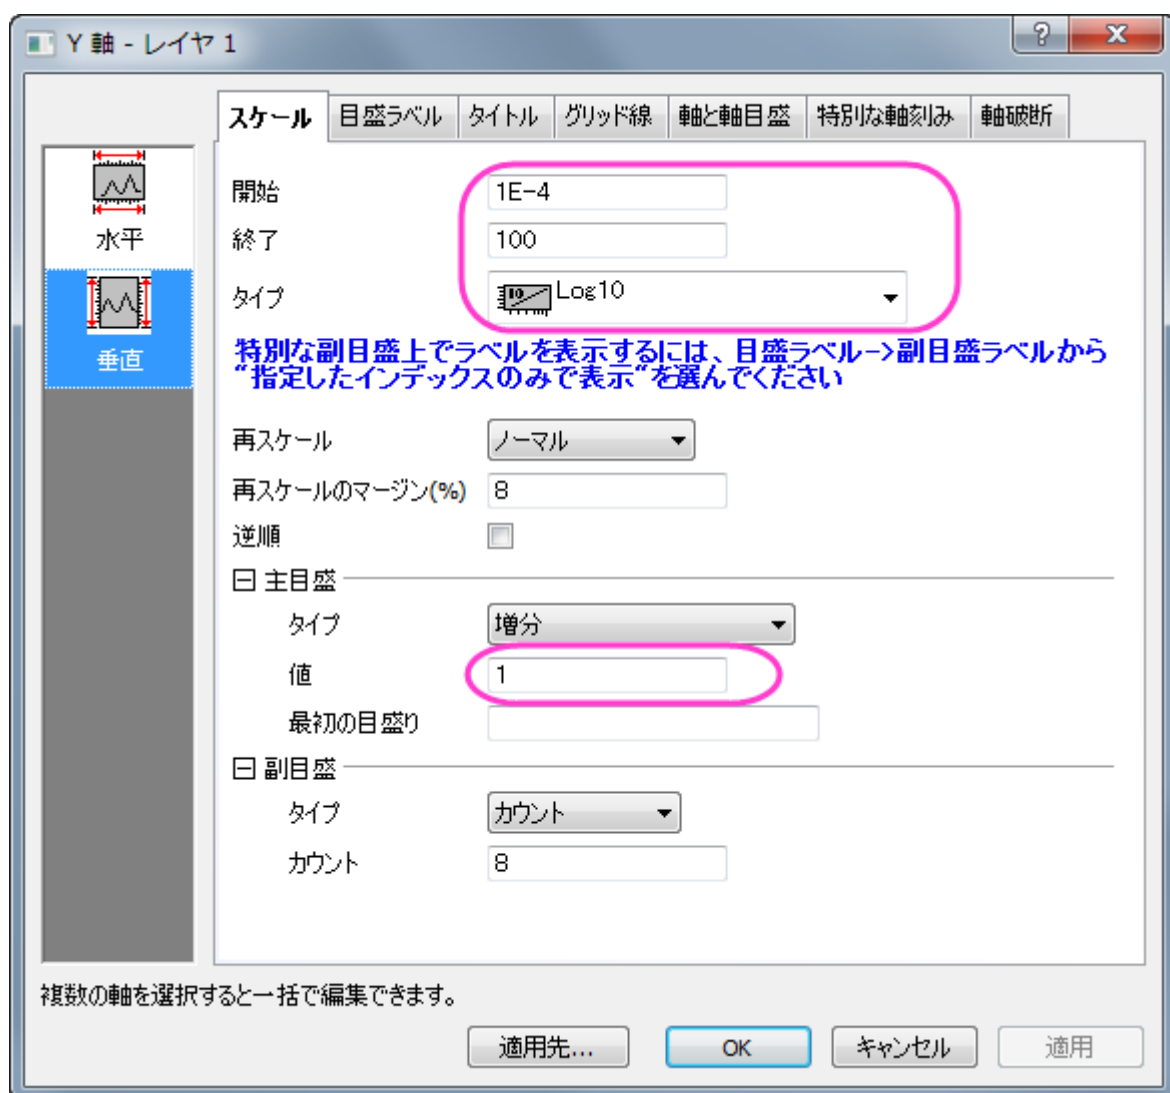 Y 軸 - レイヤ 1
スケール 目盛ラベル タイトル グリッド線 軸と軸目盛 特別な軸刻み 軸破断
水平
垂直
開始 1E-4
終了 100
タイプ Log10
特別な副目盛上でラベルを表示するには、目盛ラベル->副目盛ラベルから
"指定したインデックスのみで表示"を選んでください
再スケール ノーマル
再スケールのマージン(%) 8
逆順
主目盛
タイプ 増分
値 1
最初の目盛り
副目盛
タイプ カウント
カウント 8
複数の軸を選択すると一括で編集できます。
適用先... OK キャンセル 適用